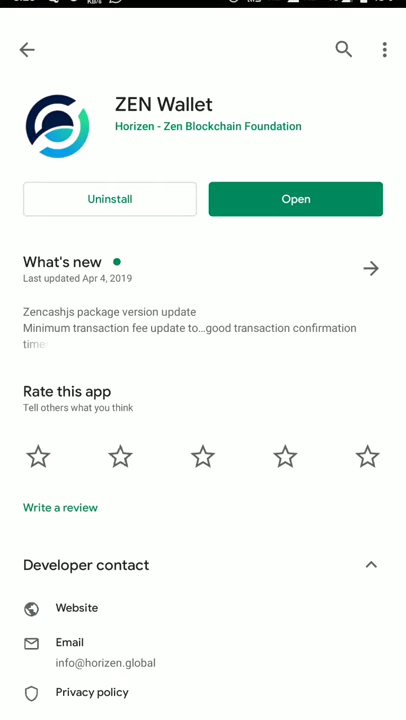 ZEN Wallet
Horizen - Zen Blockchain Foundation
Uninstall
Open
What's new
Last updated Apr 4, 2019
Zencashjs package version update
Minimum transaction fee update to...good transaction confirmation
time
Rate this app
Tell others what you think
Write a review
Developer contact
Website
Email
info@horizen.global
Privacy policy